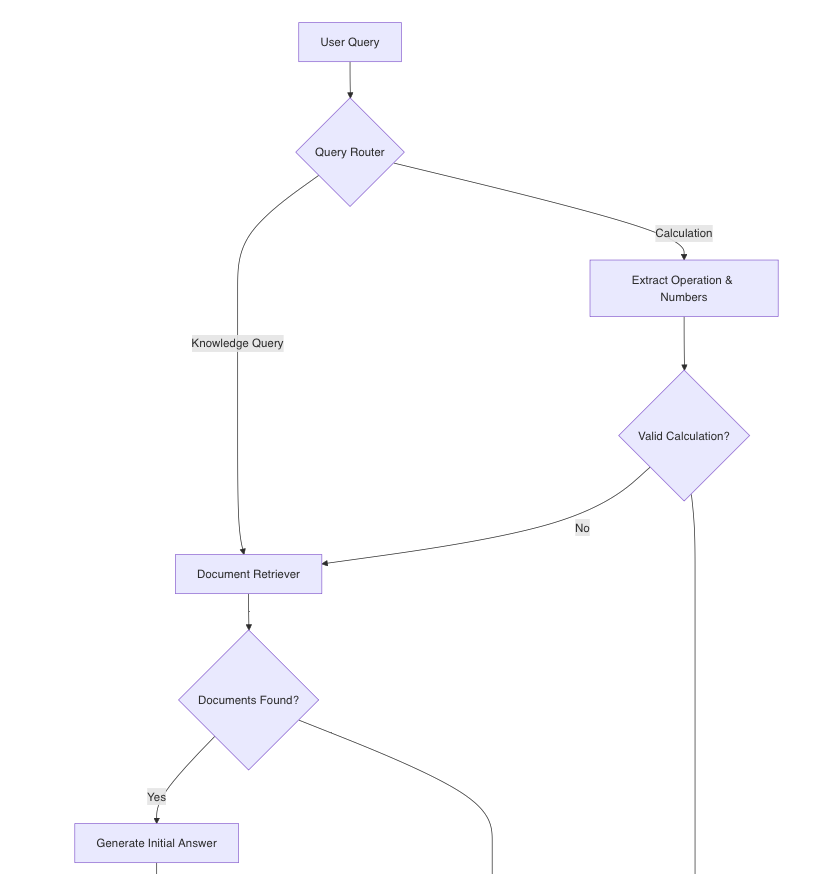 User Query
Query Router
Calculation
Extract Operation &
Numbers
Knowledge Query
Valid Calculation?
No
Document Retriever
Documents Found?
Yes
Generate Initial Answer